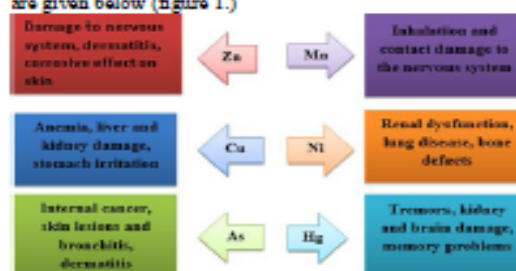 are given below (figure 1.)
Damage to nervous
system, dermatitis,
corrosive effect on
skin
Zn
Mn
Inhalation and
contact damage to
the nervous system
Anemia, liver and
kidney damage,
stomach irritation
Cu
Ni
Renal dysfunction,
lung disease, bone
defects
Internal cancer,
skin lesions and
bronchitis,
dermatitis
As
Hg
Tremors, kidney
and brain damage,
memory problems